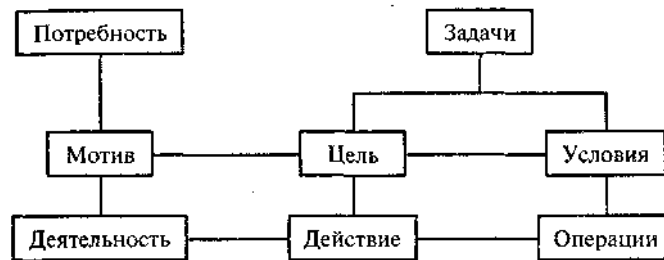 Потребность
Задачи
Мотив
Цель
Условия
Деятельность
Действие
Операции